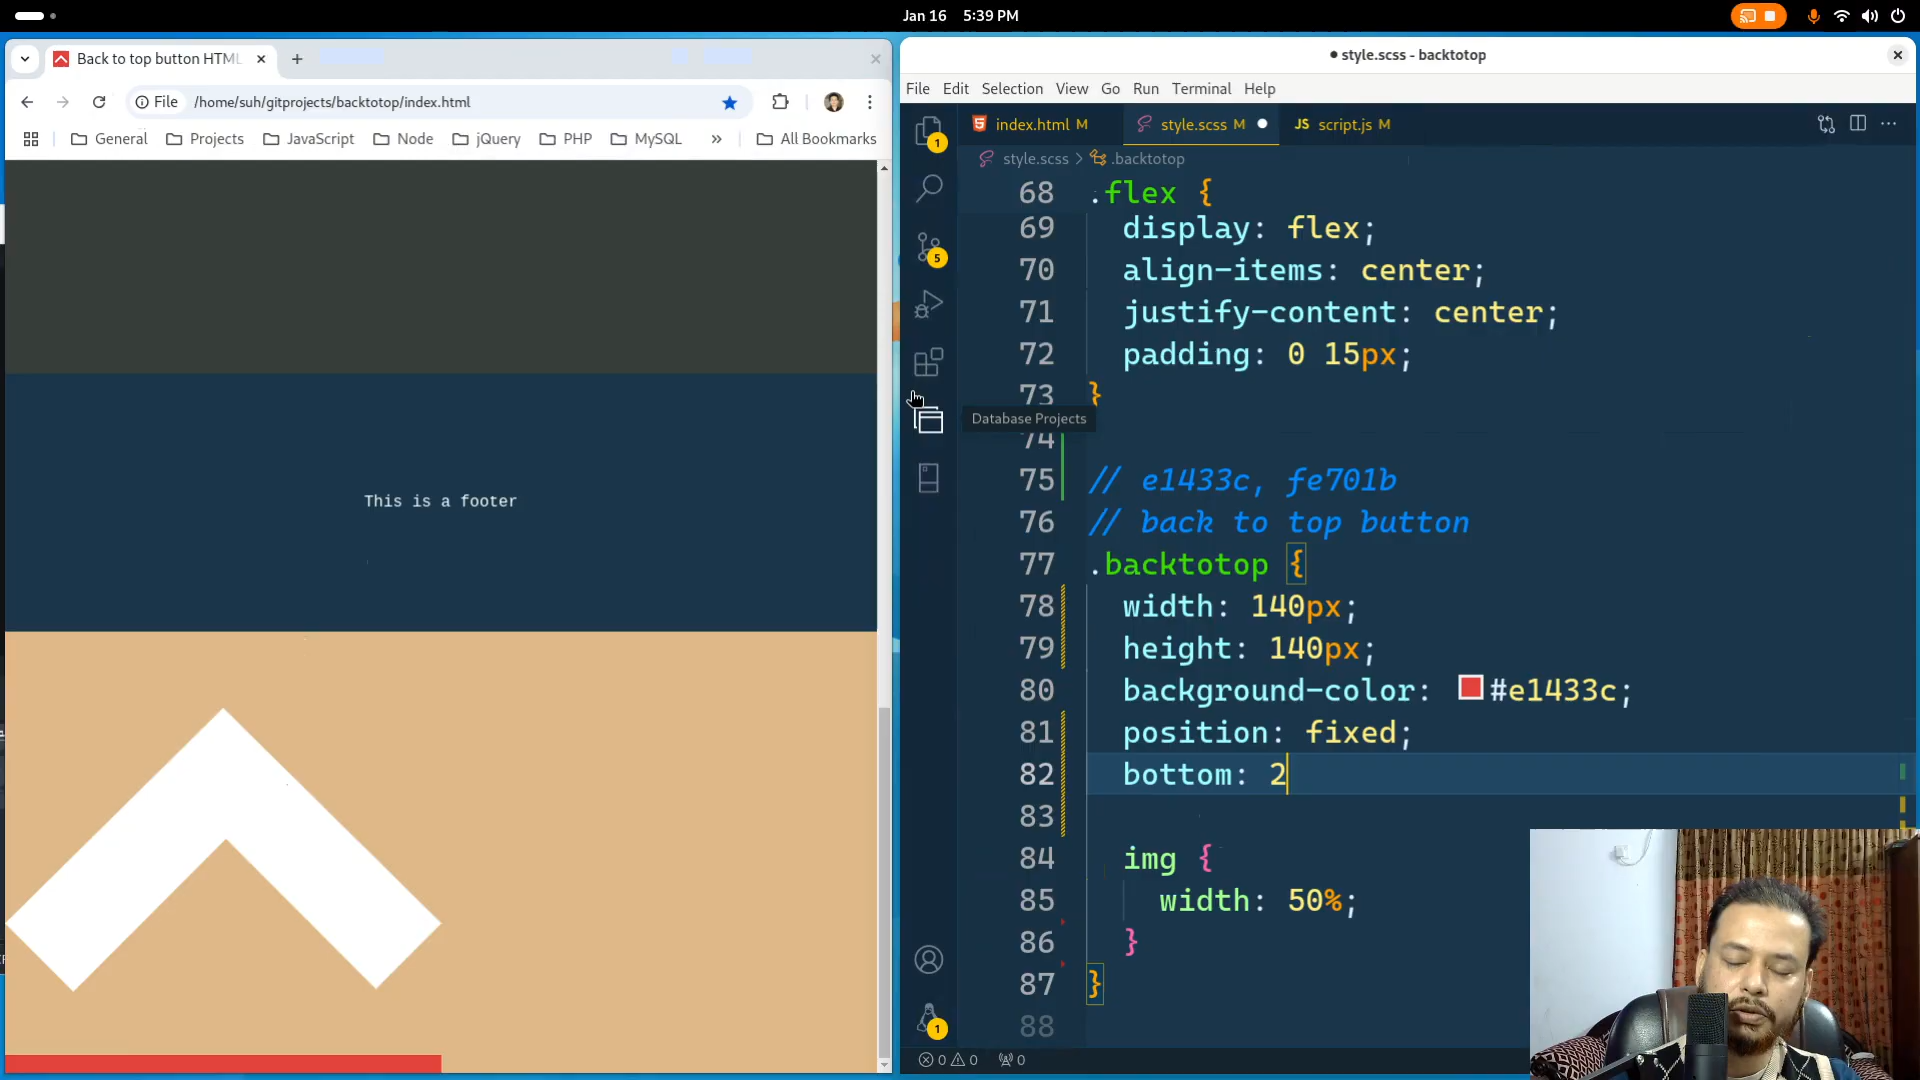 Jan 16 5:39 PM
Back to top button HTML
style.scss - backtotop
File /home/suh/gitprojects/backtotop/index.html
File Edit Selection View Go Run Terminal Help
General Projects JavaScript Node jQuery PHP MySQL » All Bookmarks
index.html M style.scss M JS script.js M
style.scss > .backtotop
68 .flex {
69 display: flex;
70 align-items: center;
71 justify-content: center;
72 padding: 0 15px;
73 }
Database Projects
74
75 // e1433c, fe701b
76 // back to top button
77 .backtotop {
78 width: 140px;
79 height: 140px;
80 background-color: #e1433c;
81 position: fixed;
82 bottom: 2
83
84 img {
85 width: 50%;
86 }
87 }
88
This is a footer
1
5
1
0 0 0